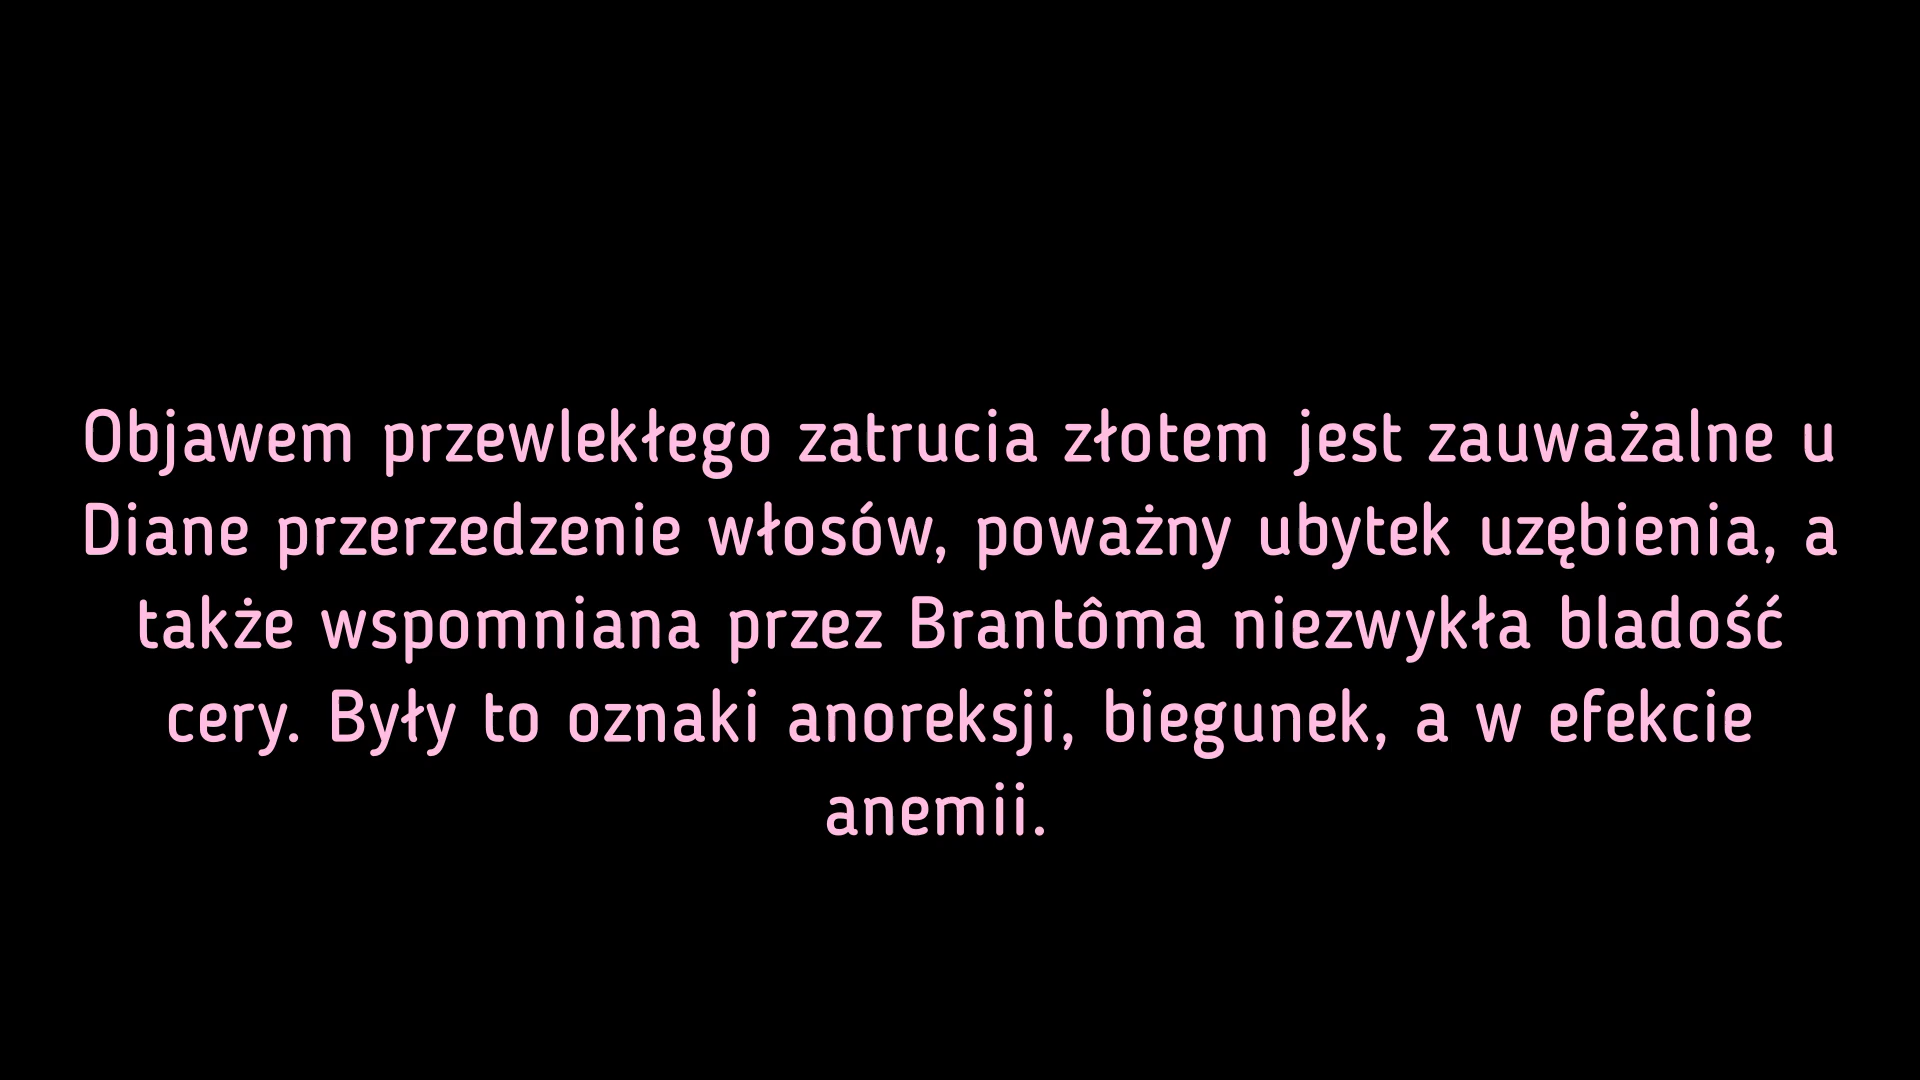 Objawem przewlekłego zatrucia złotem jest zauważalne u
Diane przerzedzenie włosów, poważny ubytek uzębienia, a
także wspomniana przez Brantôma niezwykła bladość
cery. Były to oznaki anoreksji, biegunek, a w efekcie
anemii.